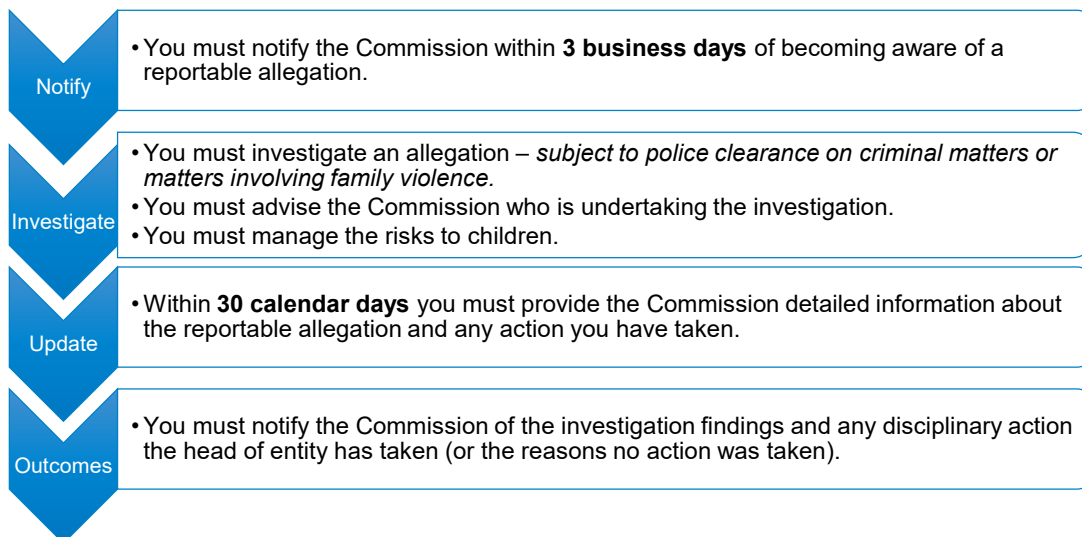 Notify
• You must notify the Commission within 3 business days of becoming aware of a
reportable allegation.
Investigate
• You must investigate an allegation – subject to police clearance on criminal matters or
matters involving family violence.
• You must advise the Commission who is undertaking the investigation.
• You must manage the risks to children.
Update
• Within 30 calendar days you must provide the Commission detailed information about
the reportable allegation and any action you have taken.
Outcomes
• You must notify the Commission of the investigation findings and any disciplinary action
the head of entity has taken (or the reasons no action was taken).